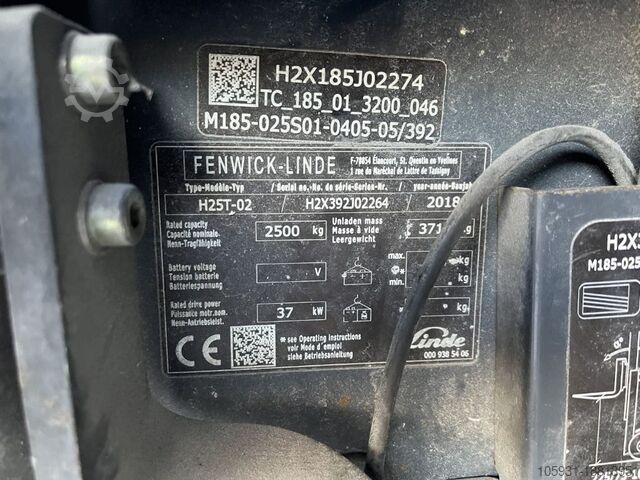 H2X185J02274
TC_185_01_3200_046
M185-025S01-0405-05/392
FENWICK-LINDE
F-78854 Elancourt, St. Quentin en Yvelines
1 rue du Maréchal de Lattre de Tassigny
Type-Modèle-Typ / Serial no.-No. de série-Serien-Nr. / year-année-Baujahr
H25T-02 / H2X392J02264 / 2018
Rated capacity
Capacité nominale
Nenn-Tragfähigkeit
2500 kg
Unladen mass
Masse à vide
Leergewicht
371 kg
Battery voltage
Tension batterie
Batteriespannung
V
max.
min.
kg
kg
Rated drive power
Puissance motr.nom.
Nenn-Antriebsleist.
37 kW
* see Operating Instructions
voir Mode d'emploi
siehe Betriebsanleitung
CE
Linde
000 938 54 06
H2X3
M185-025
0°